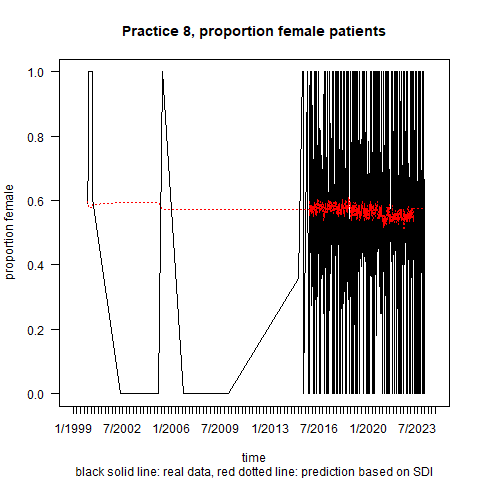 Practice 8, proportion female patients
proportion female
1.0
0.8
0.6
0.4
0.2
0.0
1/1999 7/2002 1/2006 7/2009 1/2013 7/2016 1/2020 7/2023
time
black solid line: real data, red dotted line: prediction based on SDI